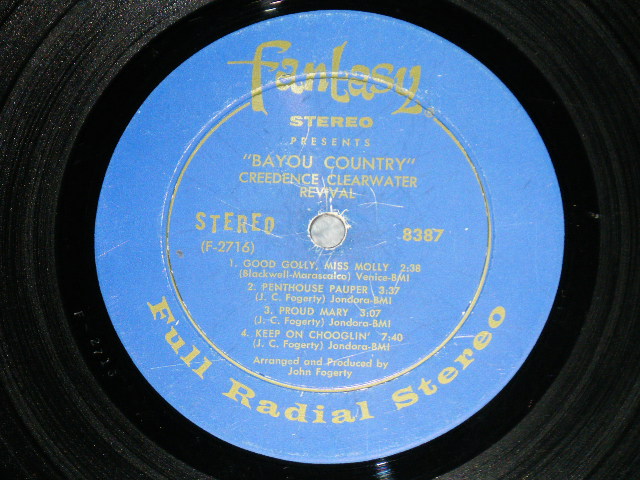 Fantasy
STEREO
PRESENTS
"BAYOU COUNTRY"
CREEDENCE CLEARWATER
REVIVAL
STEREO
(F-2716)
8387
1. GOOD GOLLY, MISS MOLLY 2:38
(Blackwell-Marascalco) Venice-BMI
2. PENTHOUSE PAUPER 3:37
(J. C. Fogerty) Jondora-BMI
3. PROUD MARY 3:07
(J. C. Fogerty) Jondora-BMI
4. KEEP ON CHOOGLIN' 7:40
(J. C. Fogerty) Jondora-BMI
Arranged and Produced by
John Fogerty
Full Radial Stereo